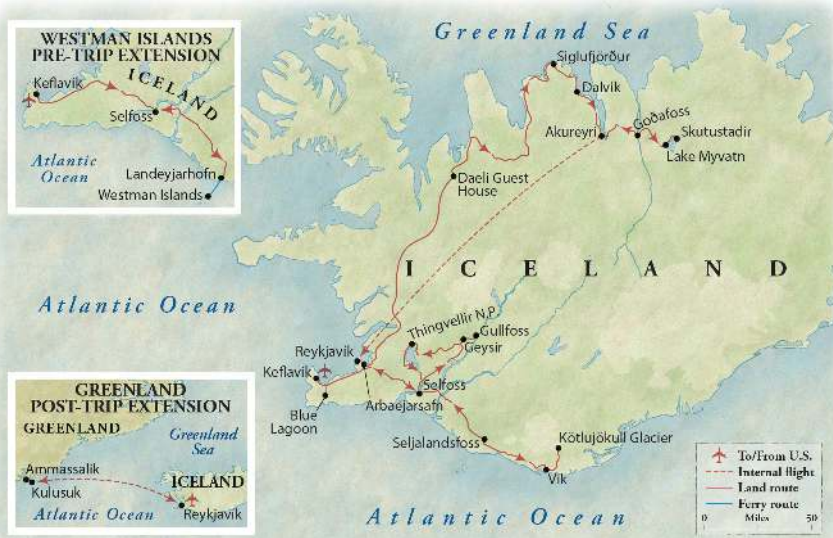 WESTMAN ISLANDS
PRE-TRIP EXTENSION
Keflavik
ICELAND
Selfoss
Atlantic
Ocean
Landeyjarhofn
Westman Islands
Greenland Sea
Siglufjörður
Dalvik
Akureyri
Goðafoss
Skutustadir
Lake Myvatn
Daeli Guest
House
ICELAND
Atlantic Ocean
Thingvellir N.P.
Gullfoss
Geysir
Reykjavik
Keflavik
Selfoss
Arbaejarsafn
Blue
Lagoon
Seljalandsfoss
Kötlujökull Glacier
Vik
Atlantic Ocean
GREENLAND
POST-TRIP EXTENSION
GREENLAND
Greenland
Sea
Ammassalik
Kulusuk
ICELAND
Reykjavik
Atlantic Ocean
To/From U.S.
Internal flight
Land route
Ferry route
0 Miles 50